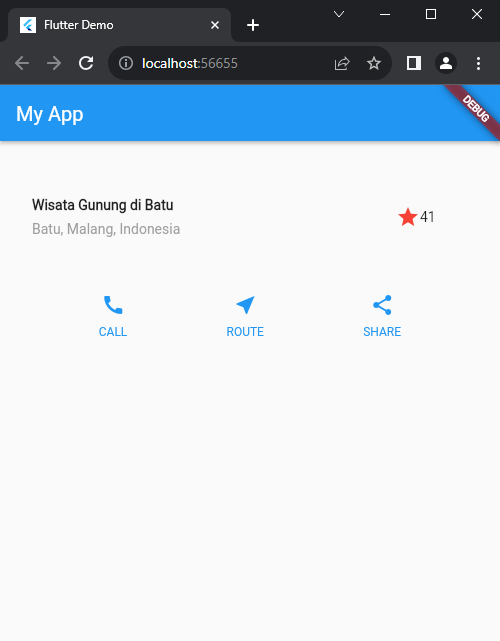 Flutter Demo
localhost:56655
My App
DEBUG
Wisata Gunung di Batu
Batu, Malang, Indonesia
41
CALL
ROUTE
SHARE